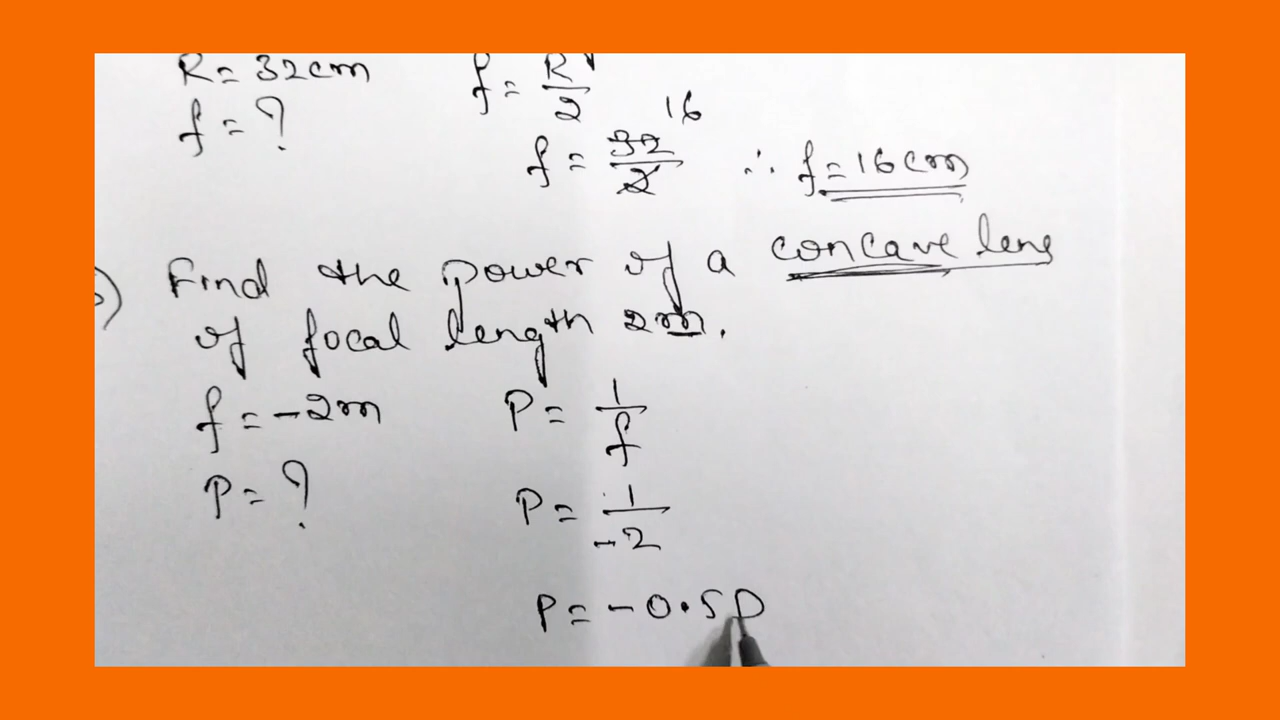 R = 32cm f = R/2
f = ? 16
f = 32/2 ∴ f = 16cm
) Find the power of a concave lens
of focal length 2m.
f = -2m P = 1/f
P = ? P = 1/-2
P = -0.5D